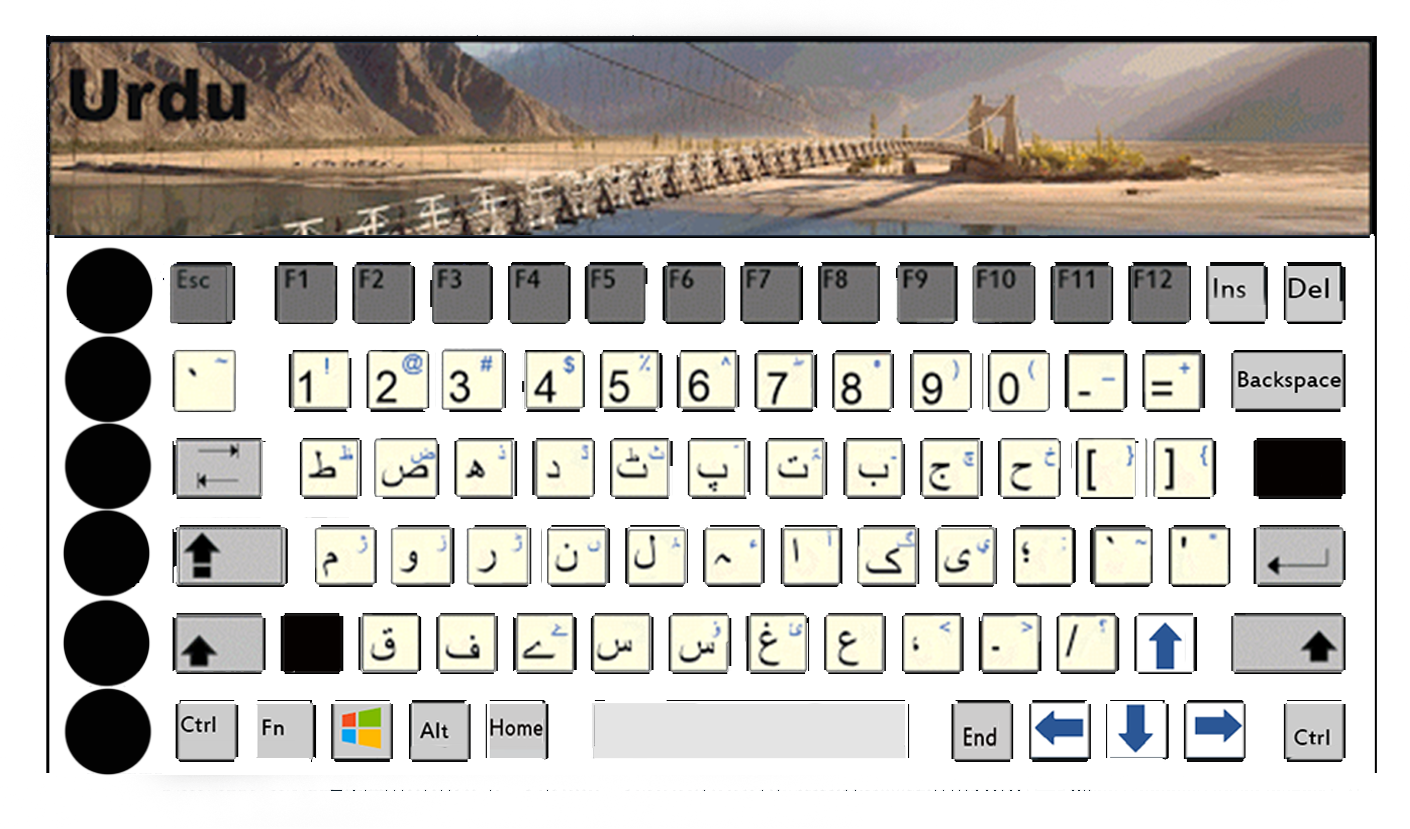 Urdu
Esc F1 F2 F3 F4 F5 F6 F7 F8 F9 F10 F11 F12 Ins Del
` ~ 1 ! 2 @ 3 # 4 $ 5 ٪ 6 ^ 7 8 9 ) 0 ( - _ = + Backspace
ط ظ ص ض ھ ذ د ڈ ٹ ث پ ت ۃ ب ج چ ح خ [ } ] {
م ژ و ز ر ڑ ن ں ل ہ ء ا آ ک گ ی ي ؛ : ` ~ ' "
ق ف ے س س ؤ غ ئ ع ، < - > / ؟
Ctrl Fn Alt Home End Ctrl